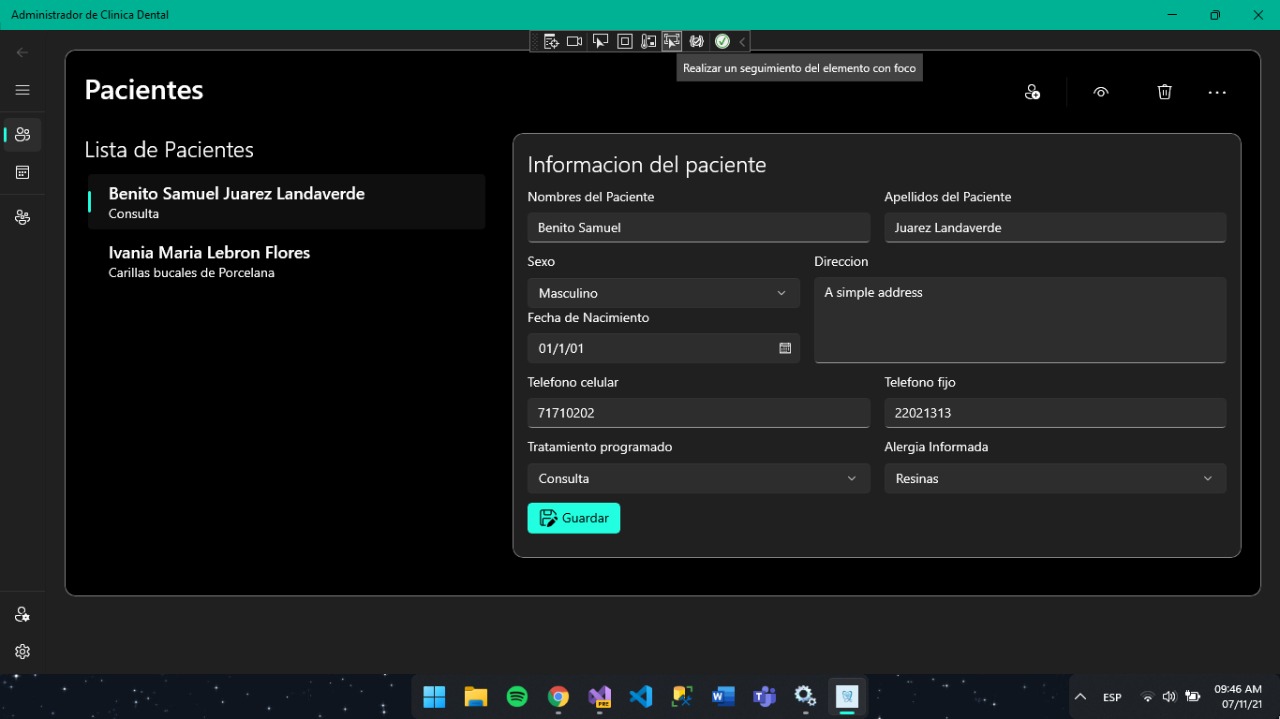 Administrador de Clinica Dental
Realizar un seguimiento del elemento con foco
Pacientes
Lista de Pacientes
Benito Samuel Juarez Landaverde
Consulta
Ivania Maria Lebron Flores
Carillas bucales de Porcelana
Informacion del paciente
Nombres del Paciente
Apellidos del Paciente
Benito Samuel
Juarez Landaverde
Sexo
Direccion
Masculino
A simple address
Fecha de Nacimiento
01/1/01
Telefono celular
Telefono fijo
71710202
22021313
Tratamiento programado
Alergia Informada
Consulta
Resinas
Guardar
PRE
ESP
09:46 AM
07/11/21